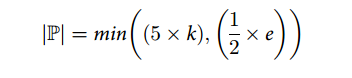 |ℙ| = min((5 × k), (1/2 × e))